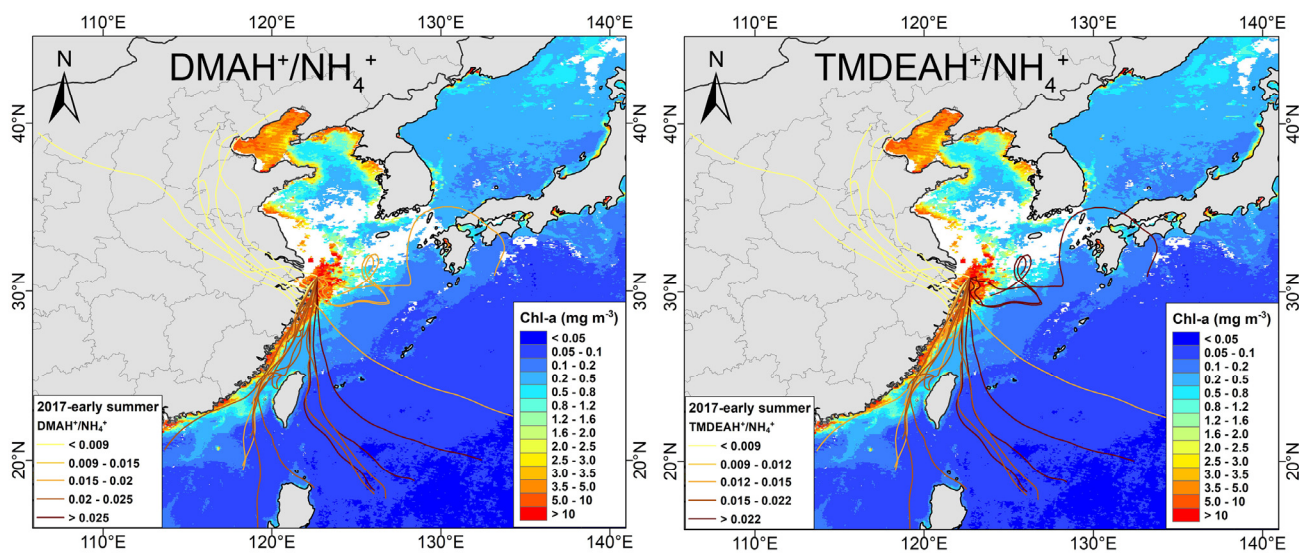 110°E 120°E 130°E 140°E 110°E 120°E 130°E 140°E
N DMAH⁺/NH₄⁺ N TMDEAH⁺/NH₄⁺
40°N 40°N
30°N 30°N
20°N 20°N
Chl-a (mg m⁻³)
< 0.05
0.05 - 0.1
0.1 - 0.2
0.2 - 0.5
0.5 - 0.8
0.8 - 1.2
1.2 - 1.6
1.6 - 2.0
2.0 - 2.5
2.5 - 3.0
3.0 - 3.5
3.5 - 5.0
5.0 - 10
> 10
2017-early summer
DMAH⁺/NH₄⁺
< 0.009
0.009 - 0.015
0.015 - 0.02
0.02 - 0.025
> 0.025
Chl-a (mg m⁻³)
< 0.05
0.05 - 0.1
0.1 - 0.2
0.2 - 0.5
0.5 - 0.8
0.8 - 1.2
1.2 - 1.6
1.6 - 2.0
2.0 - 2.5
2.5 - 3.0
3.0 - 3.5
3.5 - 5.0
5.0 - 10
> 10
2017-early summer
TMDEAH⁺/NH₄⁺
< 0.009
0.009 - 0.012
0.012 - 0.015
0.015 - 0.022
> 0.022
110°E 120°E 130°E 140°E 110°E 120°E 130°E 140°E